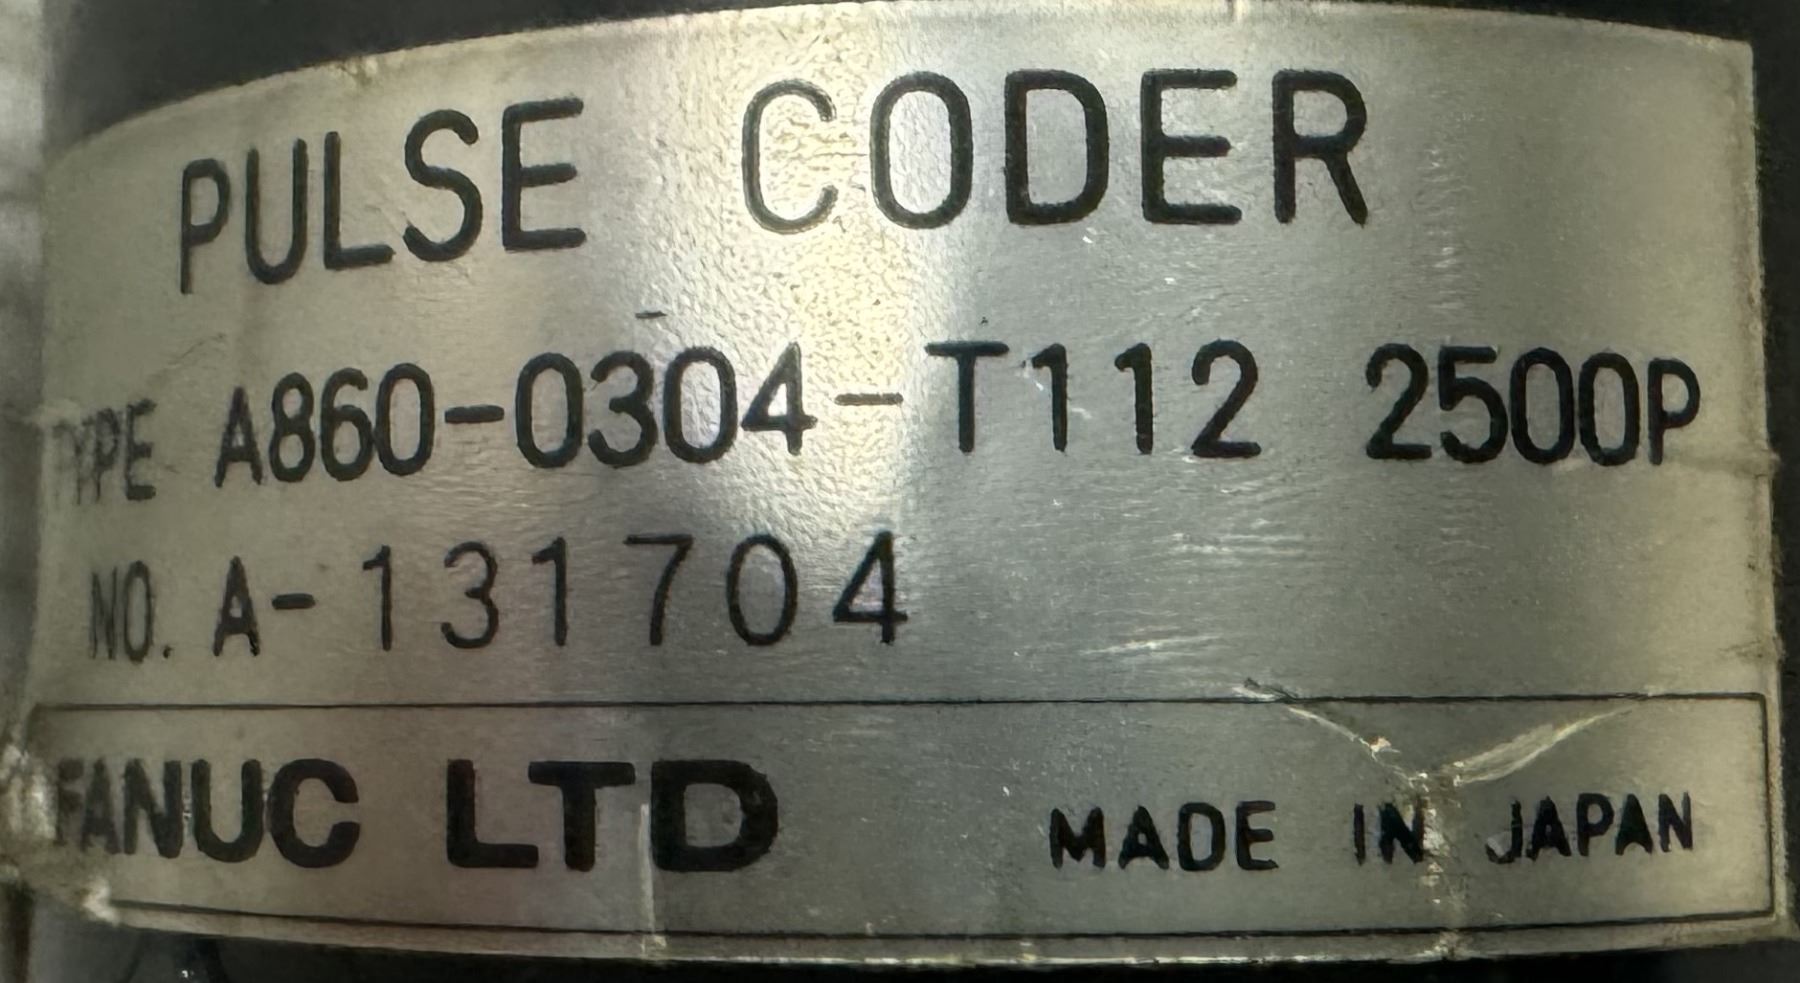 PULSE CODER
TYPE A860-0304-T112 2500P
NO. A-131704
FANUC LTD MADE IN JAPAN